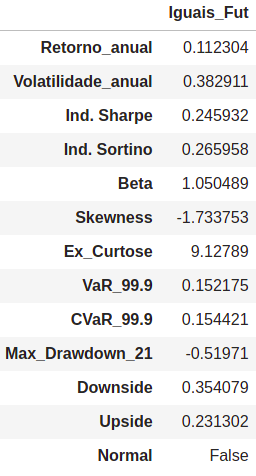 Iguais_Fut
Retorno_anual 0.112304
Volatilidade_anual 0.382911
Ind. Sharpe 0.245932
Ind. Sortino 0.265958
Beta 1.050489
Skewness -1.733753
Ex_Curtose 9.12789
VaR_99.9 0.152175
CVaR_99.9 0.154421
Max_Drawdown_21 -0.51971
Downside 0.354079
Upside 0.231302
Normal False